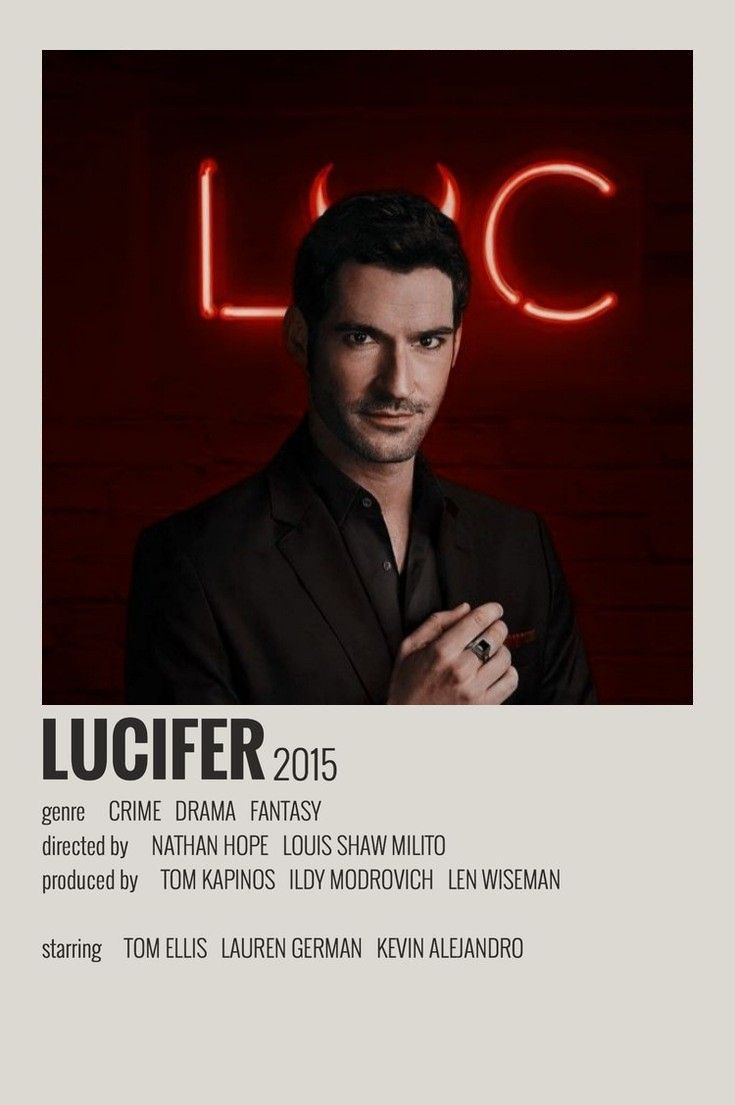 LUC
LUCIFER 2015
genre CRIME DRAMA FANTASY
directed by NATHAN HOPE LOUIS SHAW MILITO
produced by TOM KAPINOS ILDY MODROVICH LEN WISEMAN
starring TOM ELLIS LAUREN GERMAN KEVIN ALEJANDRO